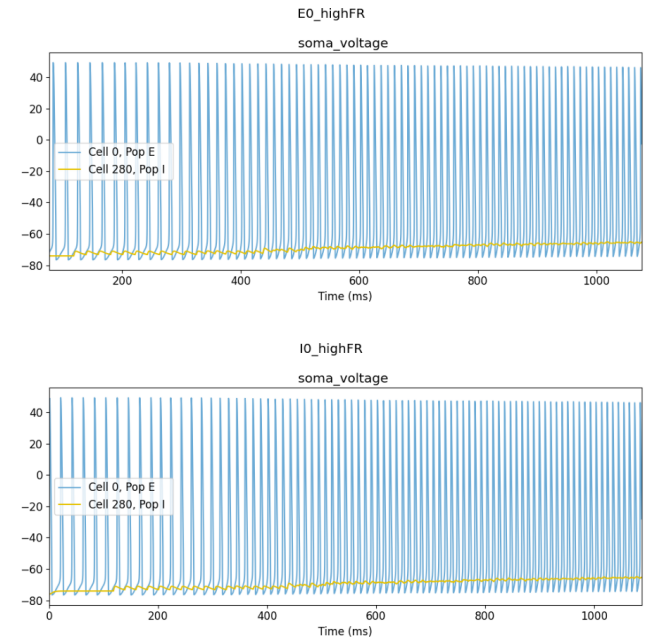 E0_highFR
soma_voltage
40
20
0
−20
−40
−60
−80
Cell 0, Pop E
Cell 280, Pop I
200
400
600
800
1000
Time (ms)
I0_highFR
soma_voltage
40
20
0
−20
−40
−60
−80
Cell 0, Pop E
Cell 280, Pop I
0
200
400
600
800
1000
Time (ms)